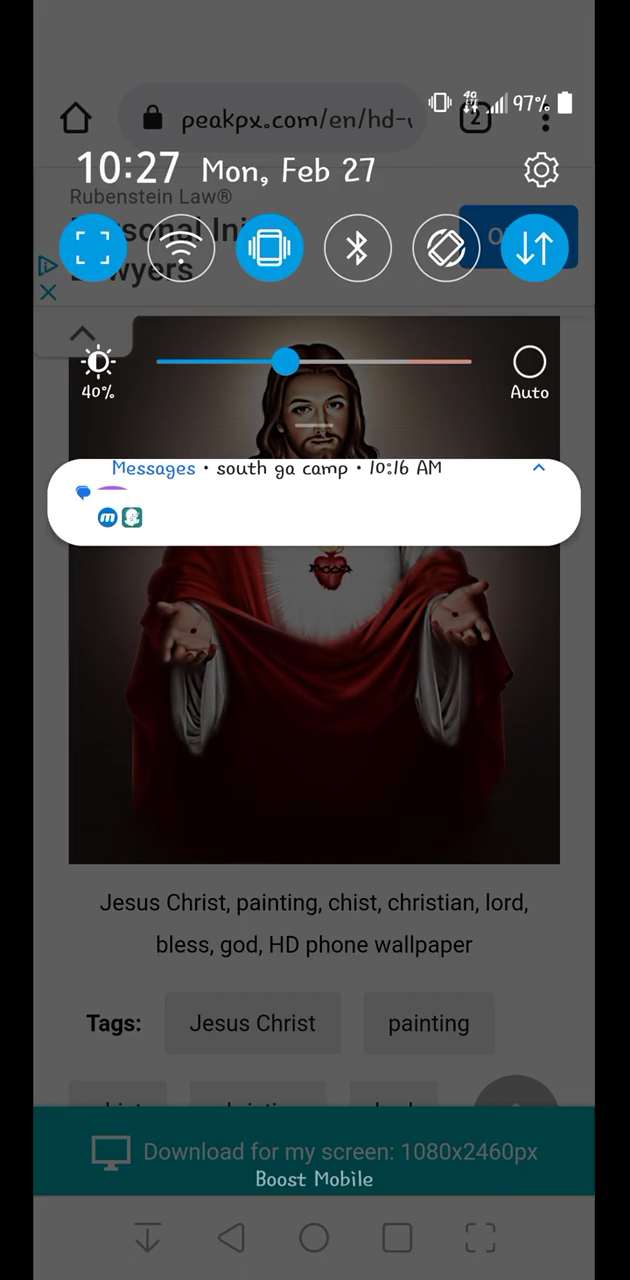 4G 97%
peakpx.com/en/hd-
2
10:27 Mon, Feb 27
Rubenstein Law®
40%
Auto
Messages • south ga camp • 10:16 AM
m
Jesus Christ, painting, chist, christian, lord,
bless, god, HD phone wallpaper
Tags: Jesus Christ painting
Download for my screen: 1080x2460px
Boost Mobile